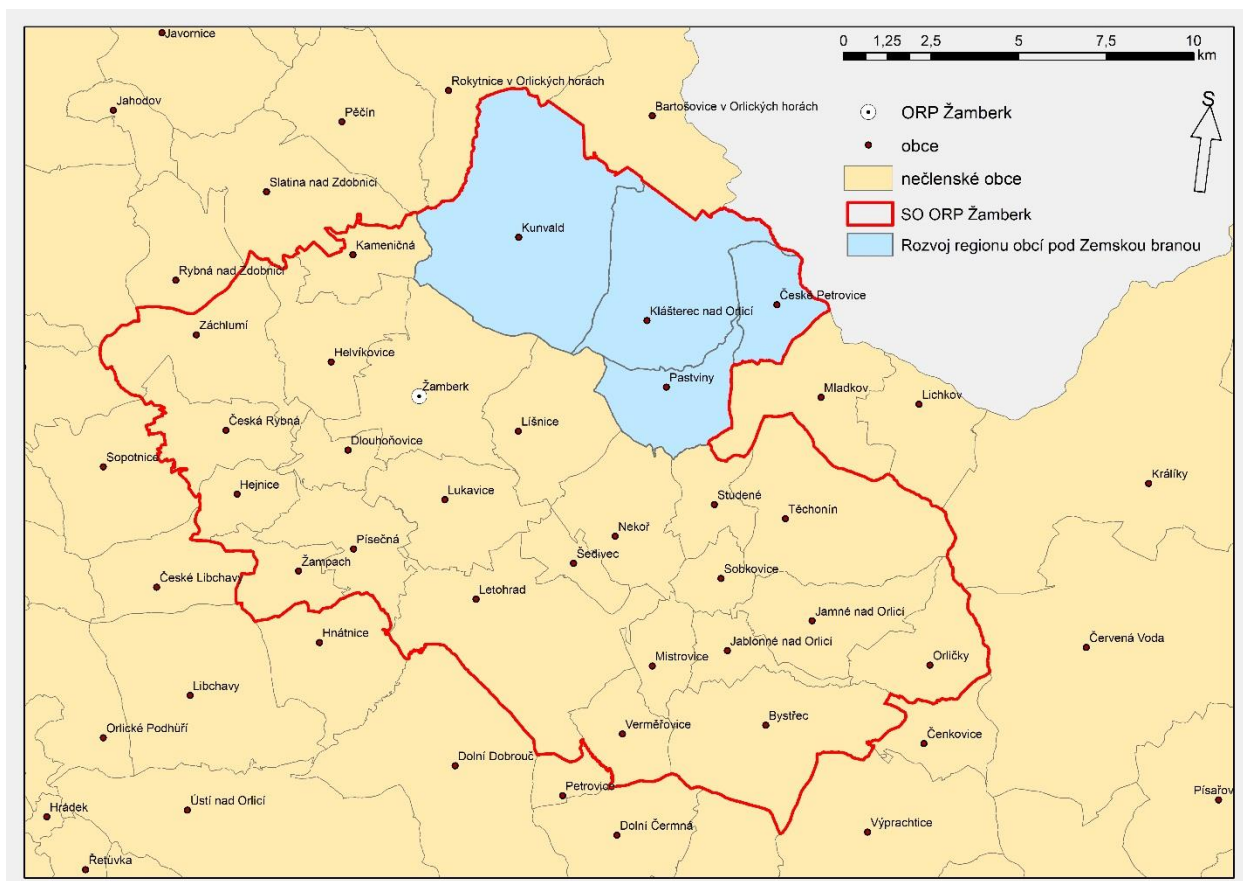 Javornice
0 1,25 2,5 5 7,5 10
km
Rokytnice v Orlických horách
Bartošovice v Orlických horách
Jahodov
Pěčín
S
ORP Žamberk
obce
nečlenské obce
SO ORP Žamberk
Rozvoj regionu obcí pod Zemskou branou
Slatina nad Zdobnicí
Kunvald
Kameničná
Rybná nad Zdobnicí
České Petrovice
Klášterec nad Orlicí
Záchlumí
Helvíkovice
Pastviny
Žamberk
Mladkov
Lichkov
Česká Rybná
Líšnice
Dlouhoňovice
Sopotnice
Králíky
Hejnice
Lukavice
Studené
Těchonín
Nekoř
Písečná
Šedivec
Žampach
Sobkovice
České Libchavy
Letohrad
Jamné nad Orlicí
Hnátnice
Jablonné nad Orlicí
Červená Voda
Mistrovice
Orličky
Libchavy
Orlické Podhůří
Verměřovice
Bystřec
Čenkovice
Dolní Dobrouč
Petrovice
Písařov
Hrádek
Ústí nad Orlicí
Dolní Čermná
Výprachtice
Řetůvka